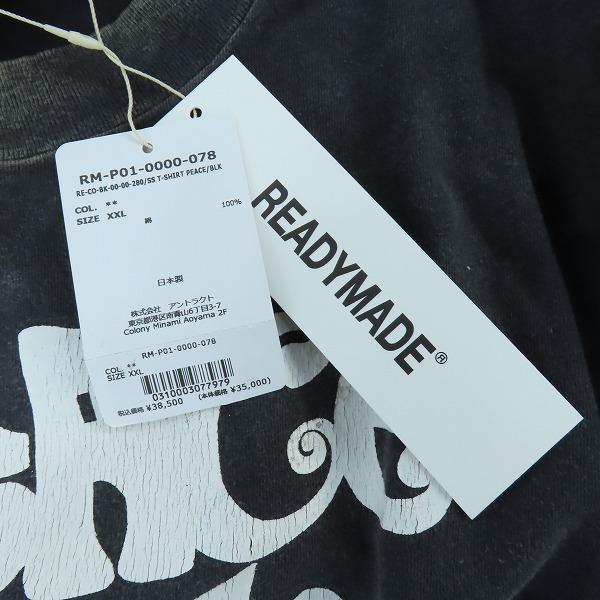 RM-P01-0000-078
RE-CO-BK-00-00-280/SS T-SHIRT PEACE/BLK
COL. **
SIZE XXL
綿 100%
日本製
株式会社 アントラクト
東京都港区南青山6丁目3-7
Colony Minami Aoyama 2F
RM-P01-0000-078
COL. **
SIZE XXL
0310003077979
税込価格 ¥38,500 (本体価格 ¥35,000)
READYMADE®